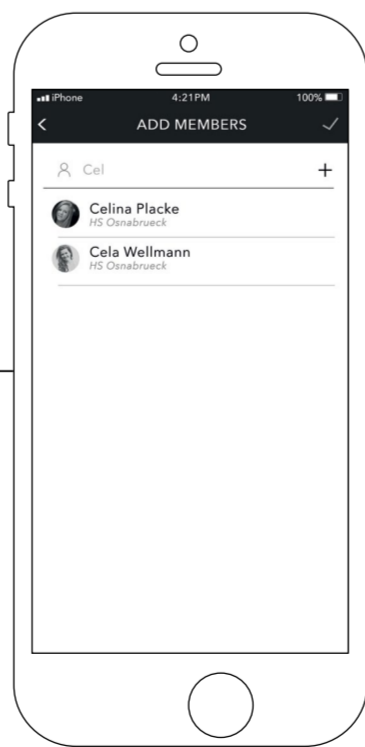 iPhone 4:21PM 100%
ADD MEMBERS
Cel
Celina Placke
HS Osnabrueck
Cela Wellmann
HS Osnabrueck